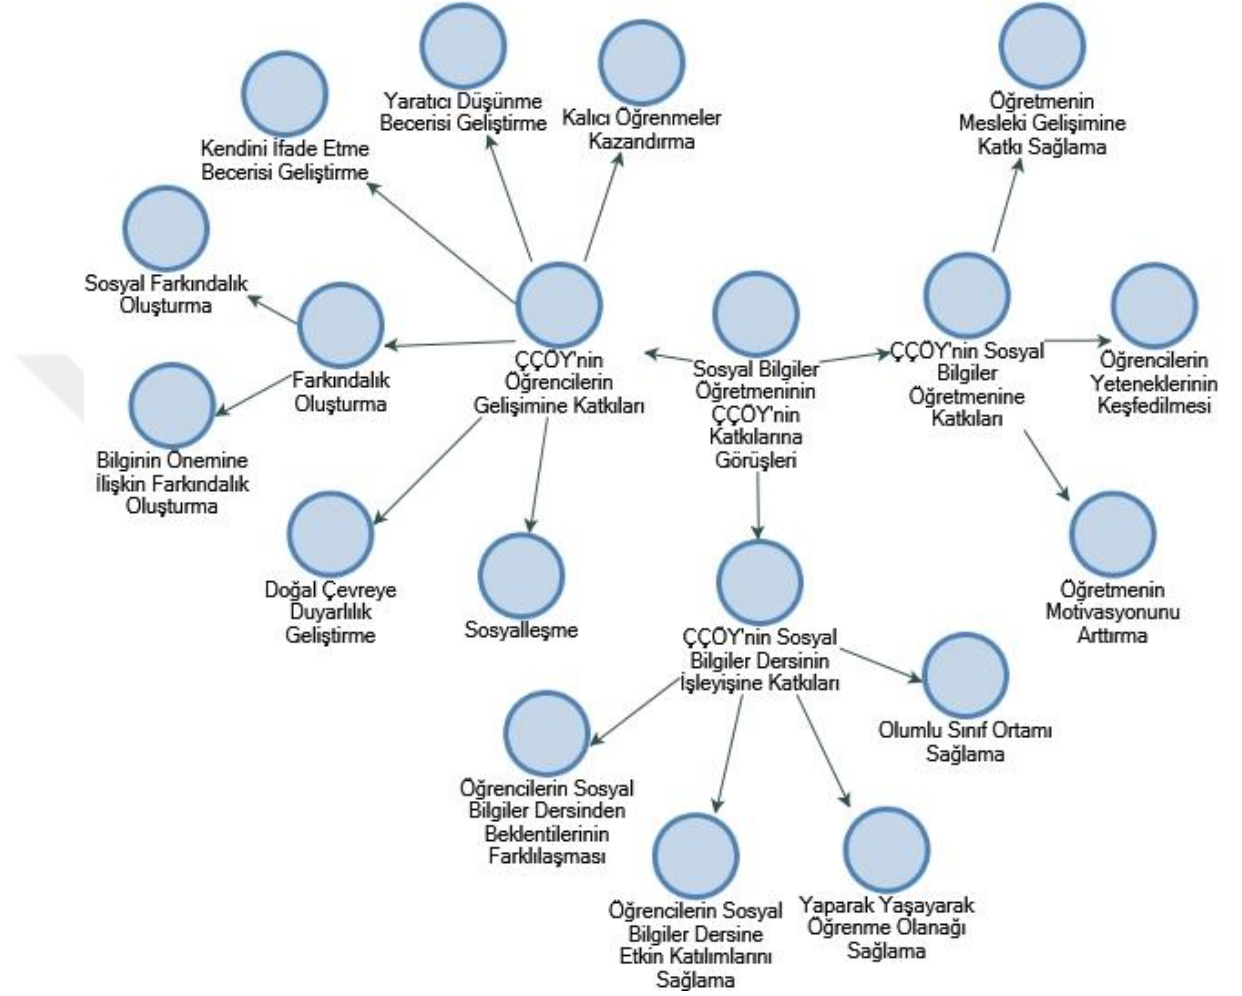 Yaratıcı Düşünme
Becerisi Geliştirme
Kalıcı Öğrenmeler
Kazandırma
Öğretmenin
Mesleki Gelişimine
Katkı Sağlama
Kendini İfade Etme
Becerisi Geliştirme
Sosyal Farkındalık
Oluşturma
Farkındalık
Oluşturma
ÇÇÖY'nin
Öğrencilerin
Gelişimine Katkıları
Sosyal Bilgiler
Öğretmeninin
ÇÇÖY'nin
Katkılarına
Görüşleri
ÇÇÖY'nin Sosyal
Bilgiler
Öğretmenine
Katkıları
Öğrencilerin
Yeteneklerinin
Keşfedilmesi
Bilginin Önemine
İlişkin Farkındalık
Oluşturma
Doğal Çevreye
Duyarlılık
Geliştirme
Sosyalleşme
Öğretmenin
Motivasyonunu
Arttırma
ÇÇÖY'nin Sosyal
Bilgiler Dersinin
İşleyişine Katkıları
Olumlu Sınıf Ortamı
Sağlama
Öğrencilerin Sosyal
Bilgiler Dersinden
Beklentilerinin
Farklılaşması
Öğrencilerin Sosyal
Bilgiler Dersine
Etkin Katılımlarını
Sağlama
Yaparak Yaşayarak
Öğrenme Olanağı
Sağlama